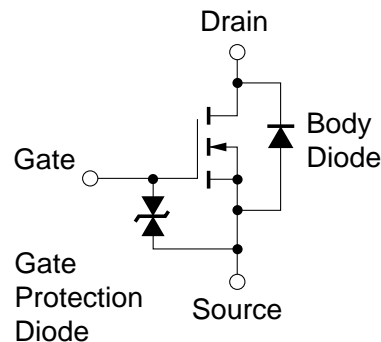 Drain
Body
Diode
Gate
Gate
Protection
Diode
Source